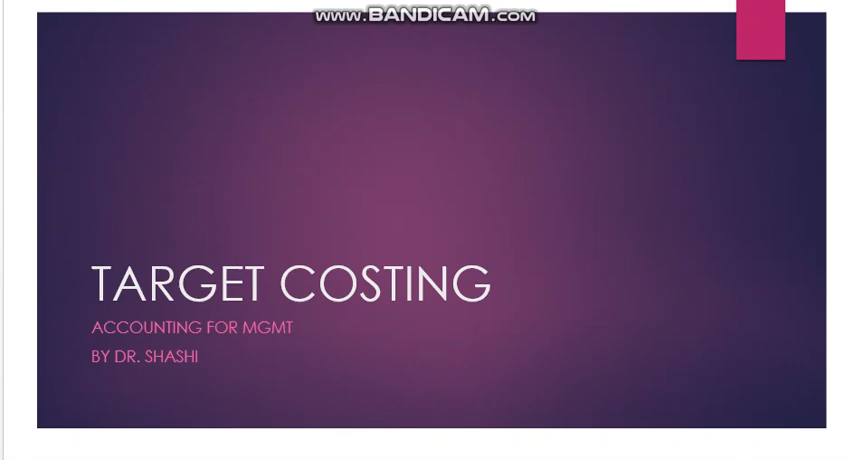 www.BANDICAM.com
TARGET COSTING
ACCOUNTING FOR MGMT
BY DR. SHASHI